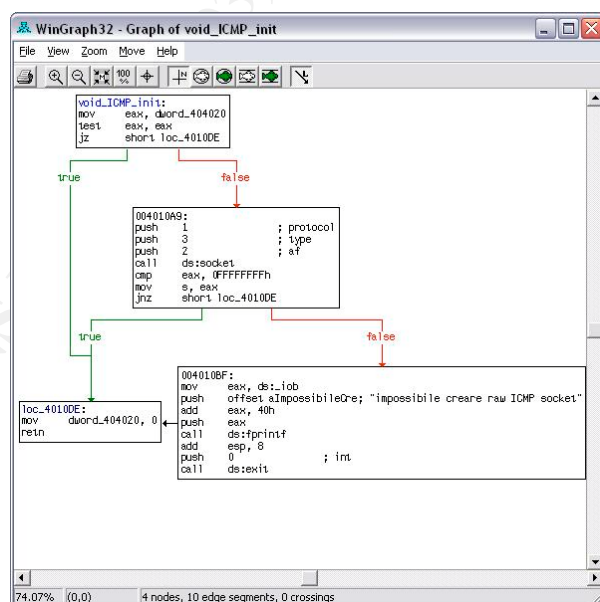 WinGraph32 - Graph of void_ICMP_init
File View Zoom Move Help
100 %
void_ICMP_init:
mov eax, dword_404020
test eax, eax
jz short loc_4010DE
true false
004010A9:
push 1 ; protocol
push 3 ; type
push 2 ; af
call ds:socket
cmp eax, 0FFFFFFFFh
mov s, eax
jnz short loc_4010DE
true false
004010BF:
mov eax, ds:_iob
push offset aImpossibileCre; "impossibile creare raw ICMP socket"
add eax, 40h
push eax
call ds:fprintf
add esp, 8
push 0 ; int
call ds:exit
loc_4010DE:
mov dword_404020, 0
retn
74.07% (0,0) 4 nodes, 10 edge segments, 0 crossings